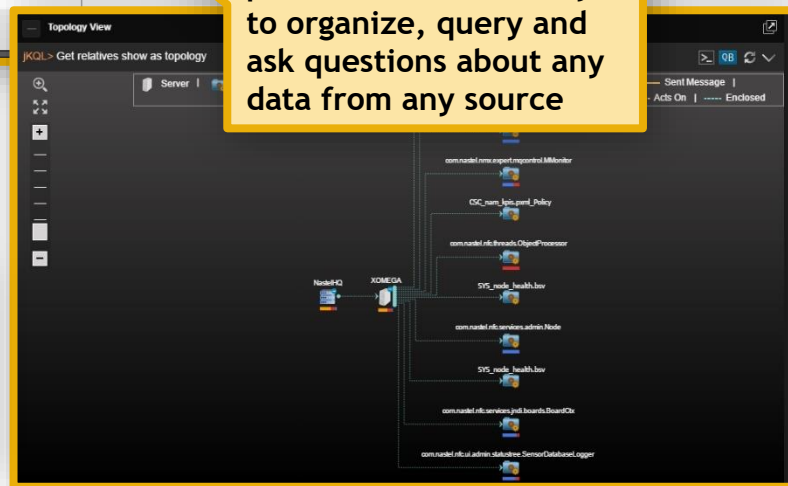 to organize, query and
ask questions about any
data from any source
Topology View
jKQL> Get relatives show as topology
QB
Server |
Sent Message |
Acts On | Enclosed
com.nastel.nmx.expert.mqcontrol.MMonitor
CSC_nam_kpis.pxml_Policy
com.nastel.nfc.threads.ObjectProcessor
NastelHQ
XOMEGA
SYS_node_health.bsv
com.nastel.nfc.services.admin.Node
SYS_node_health.bsv
com.nastel.nfc.services.jndi.boards.BoardCtx
com.nastel.nfc.ui.admin.statustree.SensorDatabaseLogger